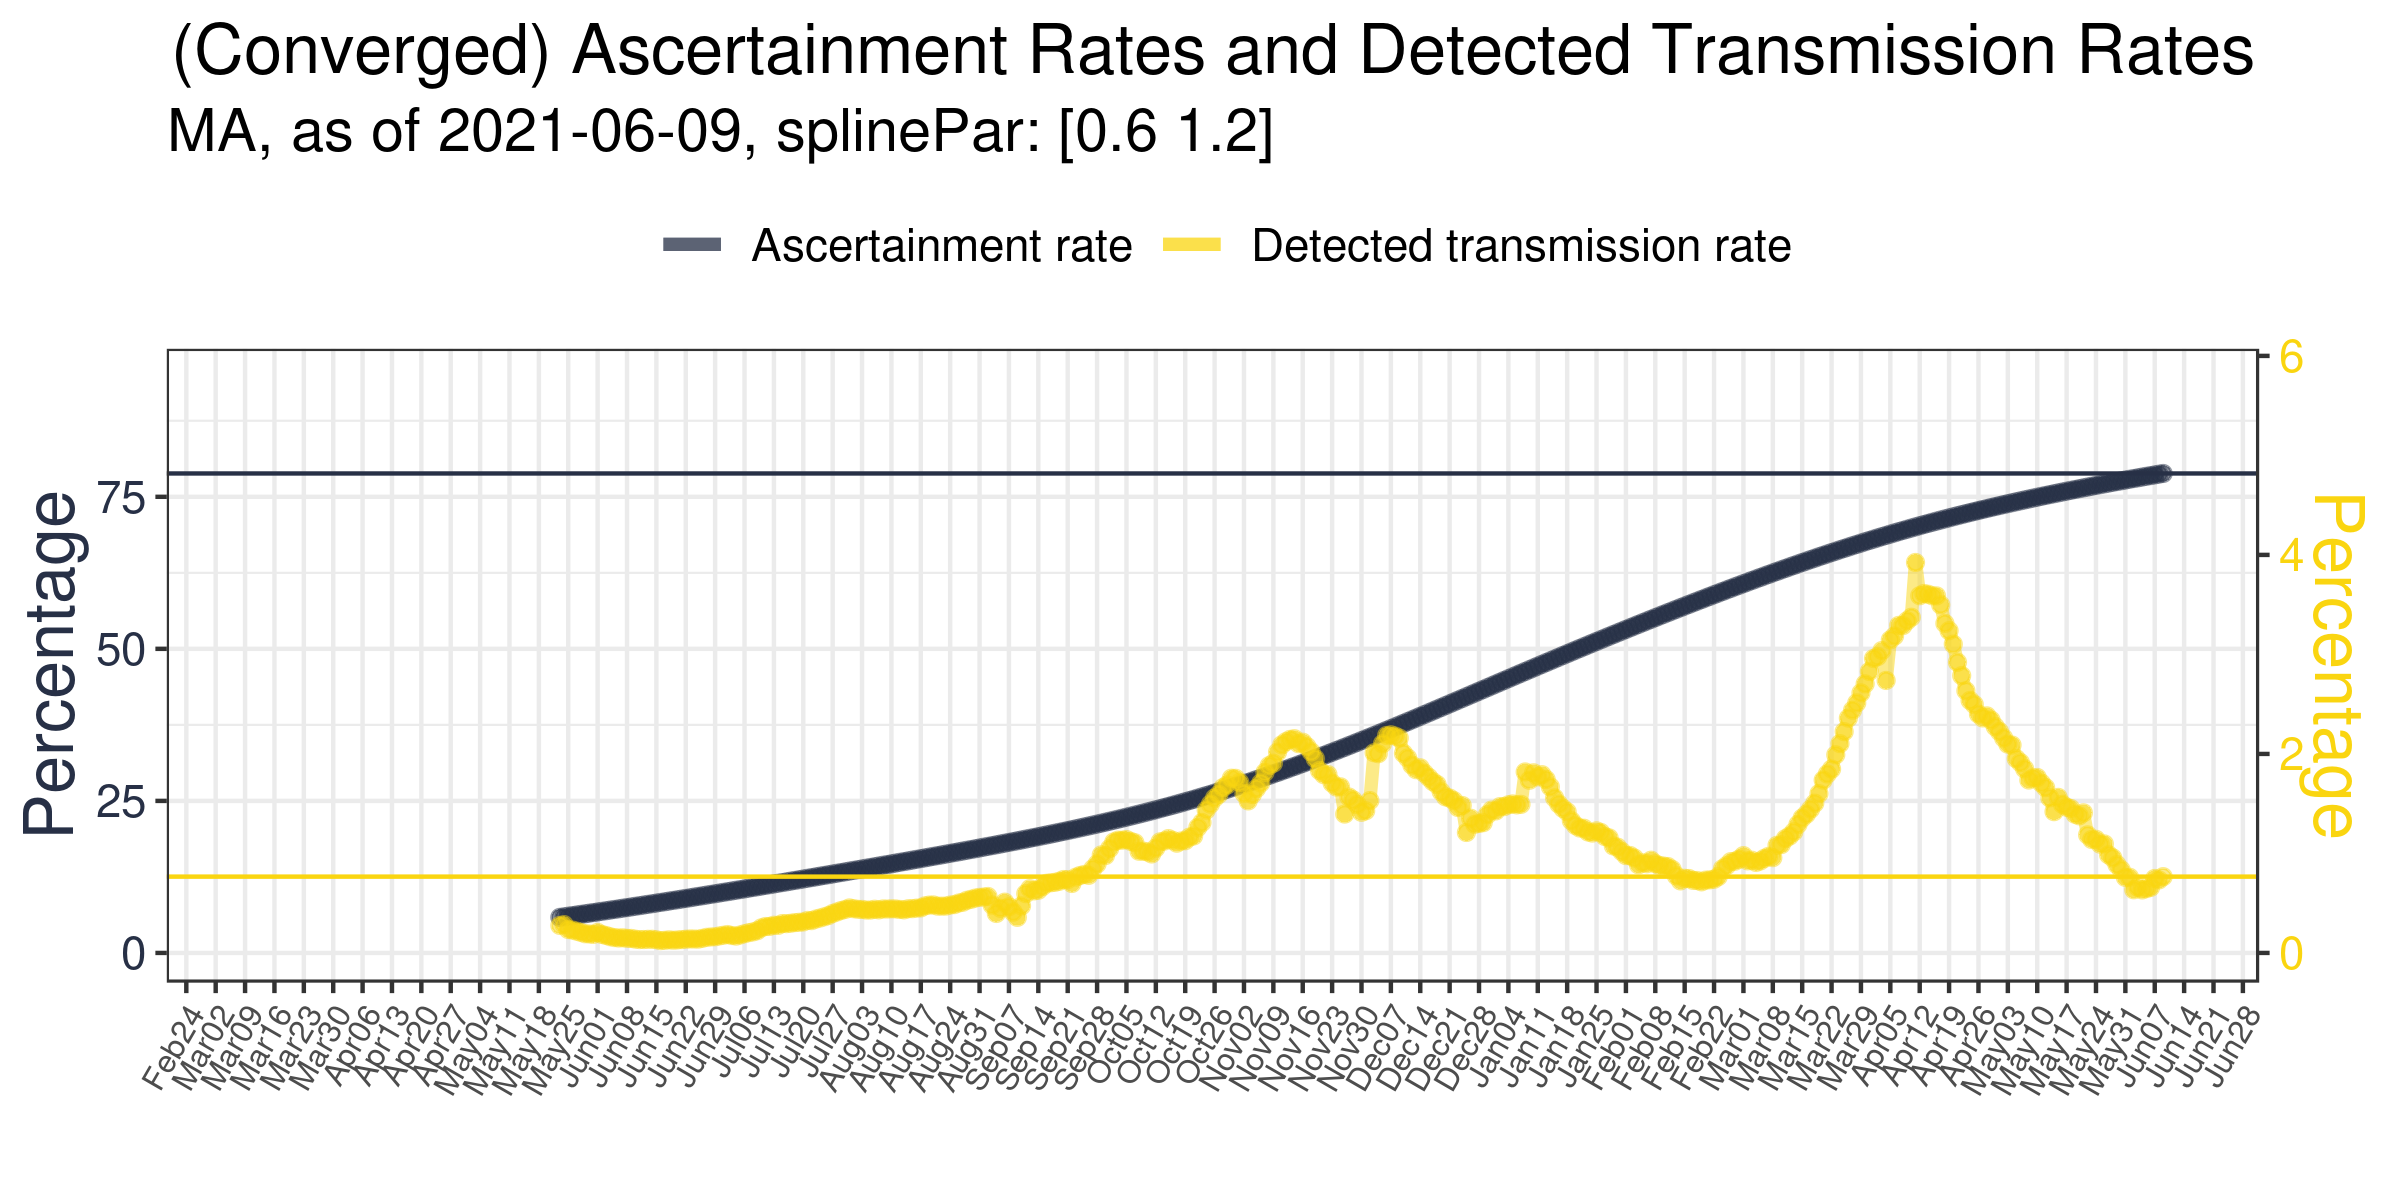 (Converged) Ascertainment Rates and Detected Transmission Rates
MA, as of 2021-06-09, splinePar: [0.6 1.2]
Ascertainment rate
Detected transmission rate
Percentage
75
50
25
0
6
4
2
0
Percentage
Feb24
Mar02
Mar09
Mar16
Mar23
Mar30
Apr06
Apr13
Apr20
Apr27
May04
May11
May18
May25
Jun01
Jun08
Jun15
Jun22
Jun29
Jul06
Jul13
Jul20
Jul27
Aug03
Aug10
Aug17
Aug24
Aug31
Sep07
Sep14
Sep21
Sep28
Oct05
Oct12
Oct19
Oct26
Nov02
Nov09
Nov16
Nov23
Nov30
Dec07
Dec14
Dec21
Dec28
Jan04
Jan11
Jan18
Jan25
Feb01
Feb08
Feb15
Feb22
Mar01
Mar08
Mar15
Mar22
Mar29
Apr05
Apr12
Apr19
Apr26
May03
May10
May17
May24
May31
Jun07
Jun14
Jun21
Jun28